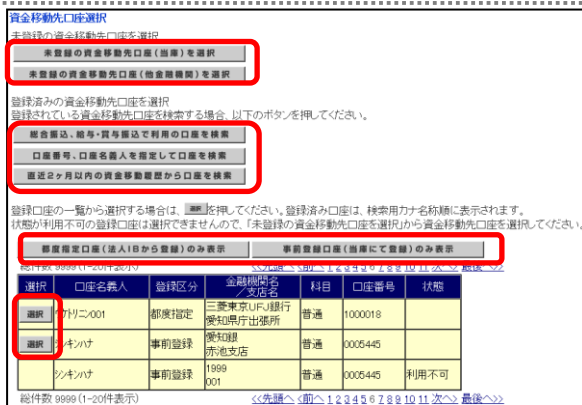 資金移動先口座選択
未登録の資金移動先口座を選択
未登録の資金移動先口座(当庫)を選択
未登録の資金移動先口座(他金融機関)を選択
登録済みの資金移動先口座を選択
登録されている資金移動先口座を検索する場合、以下のボタンを押してください。
総合振込、給与・賞与振込で利用の口座を検索
口座番号、口座名義人を指定して口座を検索
直近2ヶ月以内の資金移動履歴から口座を検索
登録口座の一覧から選択する場合は、選択を押してください。登録済み口座は、検索用カナ名称順に表示されます。
状態が利用不可の登録口座は選択できませんので、「未登録の資金移動先口座を選択」から資金移動先口座を選択してください。
都度指定口座(法人IBから登録)のみ表示 事前登録口座(当庫にて登録)のみ表示
総件数 9999(1-20件表示) <<先頭へ <前へ 1 2 3 4 5 6 7 8 9 10 11 次へ> 最後へ>>
選択 口座名義人 登録区分 金融機関名/支店名 科目 口座番号 状態
選択 トリニン001 都度指定 三菱東京UFJ銀行 愛知県庁出張所 普通 1000018
選択 シンキンハナ 事前登録 愛知銀 赤池支店 普通 0005445
シンキンハナ 事前登録 1999 001 普通 0005445 利用不可
総件数 9999(1-20件表示) <<先頭へ <前へ 1 2 3 4 5 6 7 8 9 10 11 次へ> 最後へ>>